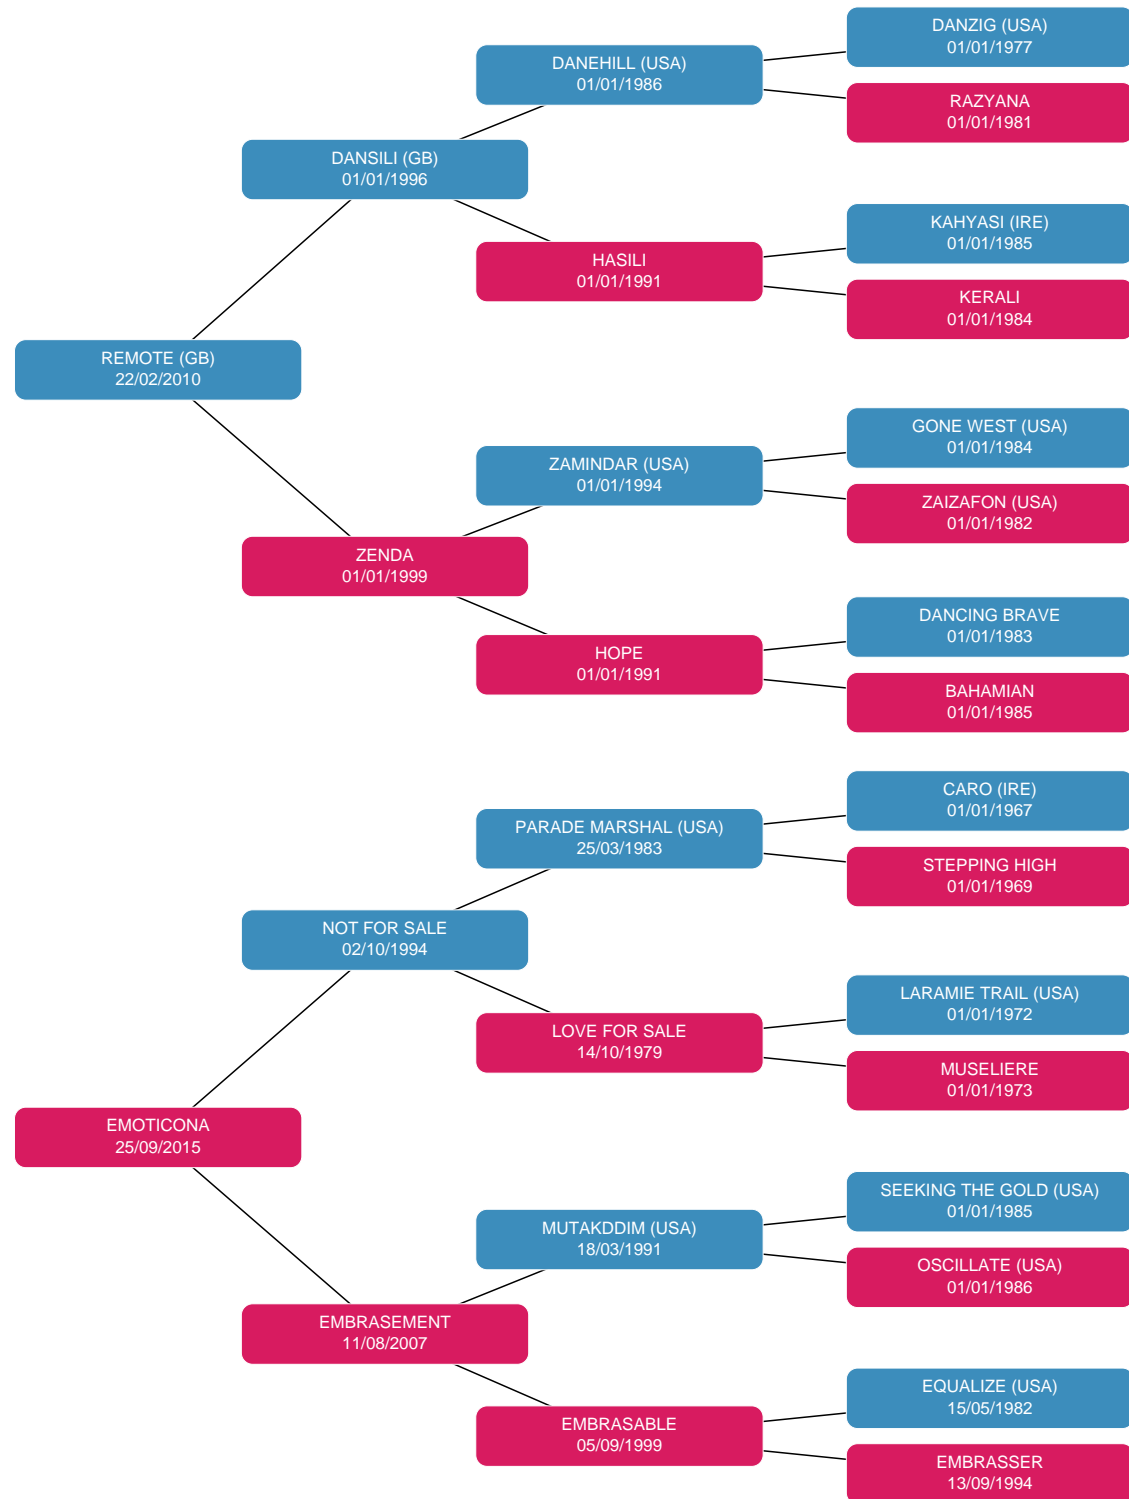 DANZIG (USA)
01/01/1977
DANEHILL (USA)
01/01/1986
RAZYANA
01/01/1981
DANSILI (GB)
01/01/1996
KAHYASI (IRE)
01/01/1985
HASILI
01/01/1991
KERALI
01/01/1984
REMOTE (GB)
22/02/2010
GONE WEST (USA)
01/01/1984
ZAMINDAR (USA)
01/01/1994
ZAIZAFON (USA)
01/01/1982
ZENDA
01/01/1999
DANCING BRAVE
01/01/1983
HOPE
01/01/1991
BAHAMIAN
01/01/1985
CARO (IRE)
01/01/1967
PARADE MARSHAL (USA)
25/03/1983
STEPPING HIGH
01/01/1969
NOT FOR SALE
02/10/1994
LARAMIE TRAIL (USA)
01/01/1972
LOVE FOR SALE
14/10/1979
MUSELIERE
01/01/1973
EMOTICONA
25/09/2015
SEEKING THE GOLD (USA)
01/01/1985
MUTAKDDIM (USA)
18/03/1991
OSCILLATE (USA)
01/01/1986
EMBRASEMENT
11/08/2007
EQUALIZE (USA)
15/05/1982
EMBRASABLE
05/09/1999
EMBRASSER
13/09/1994